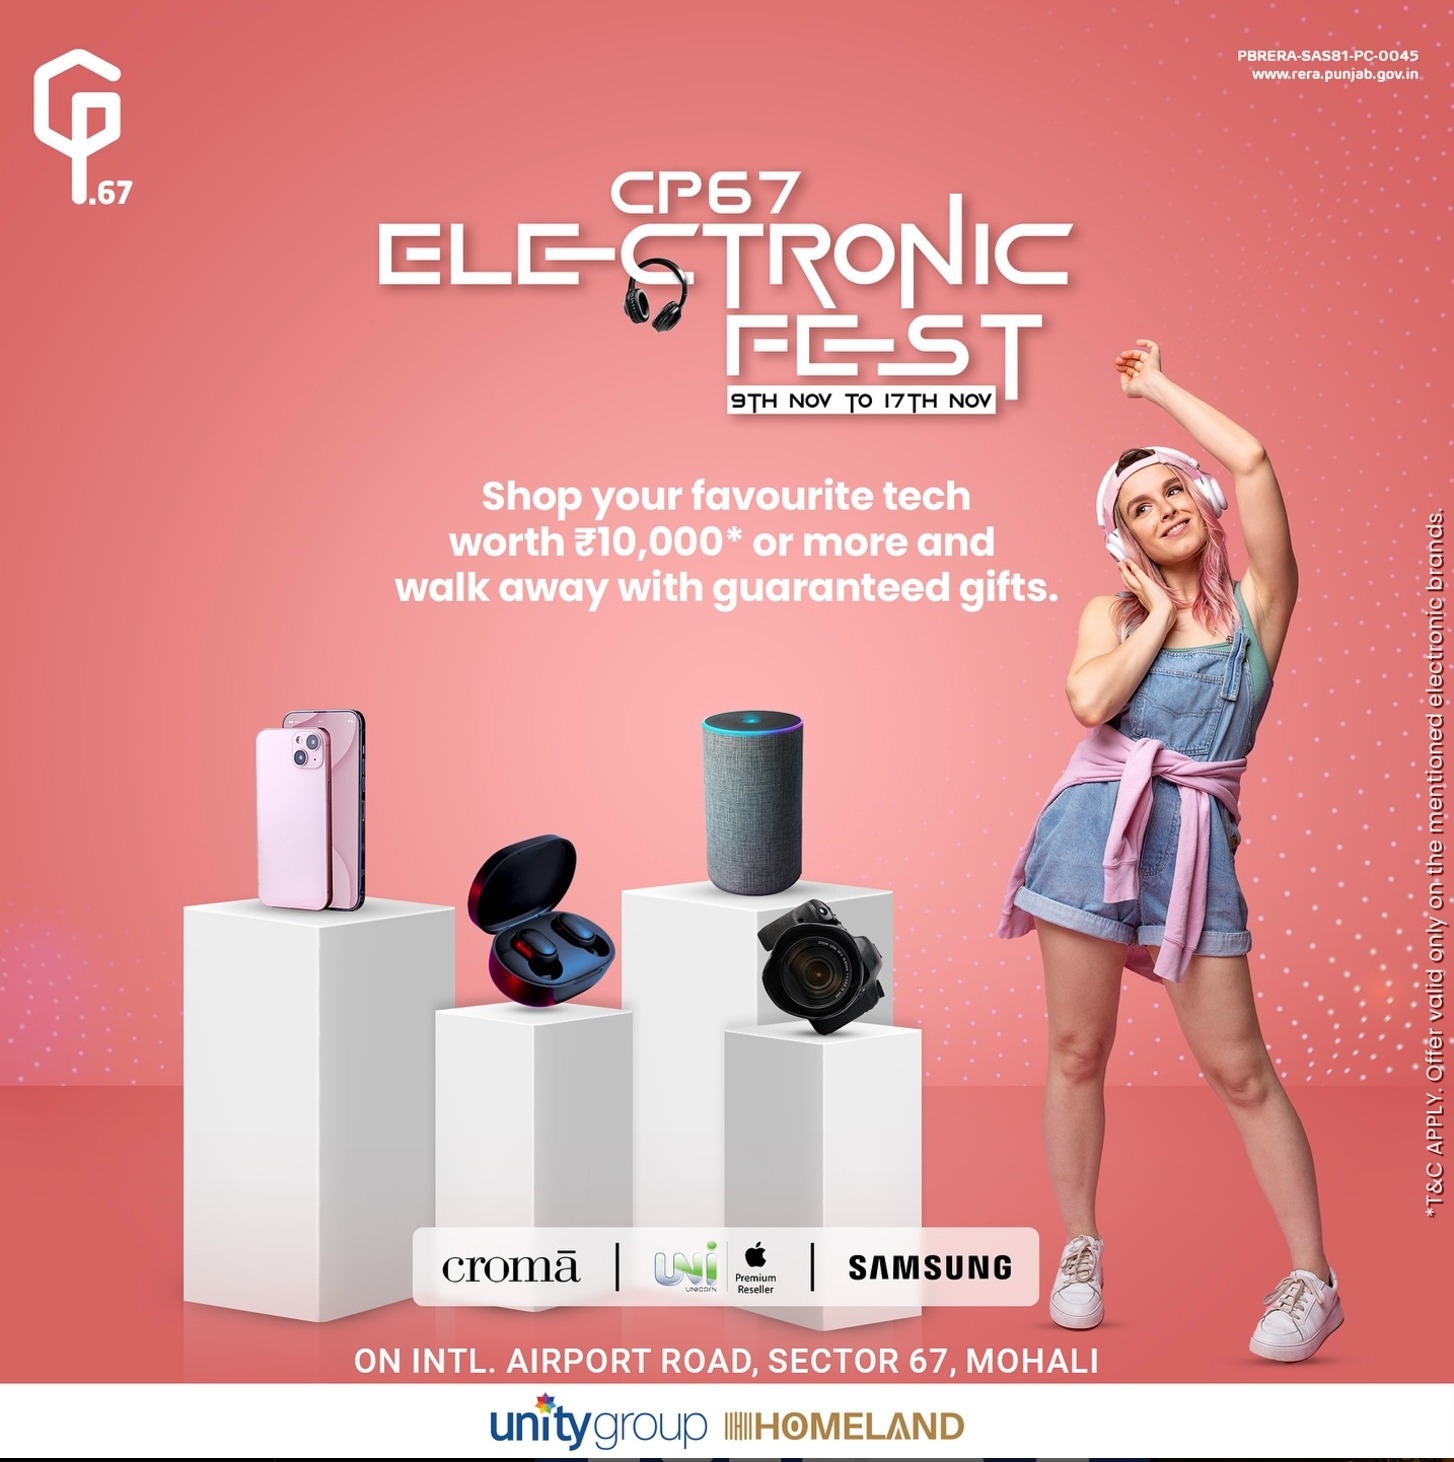 .67
PBRERA-SAS81-PC-0045
www.rera.punjab.gov.in
CP67
ELECTRONIC
FEST
9TH NOV TO 17TH NOV
Shop your favourite tech
worth ₹10,000* or more and
walk away with guaranteed gifts.
*T&C APPLY. Offer valid only on the mentioned electronic brands.
cromā
UNi
UNICORN
Premium
Reseller
SAMSUNG
ON INTL. AIRPORT ROAD, SECTOR 67, MOHALI
unitygroup HOMELAND